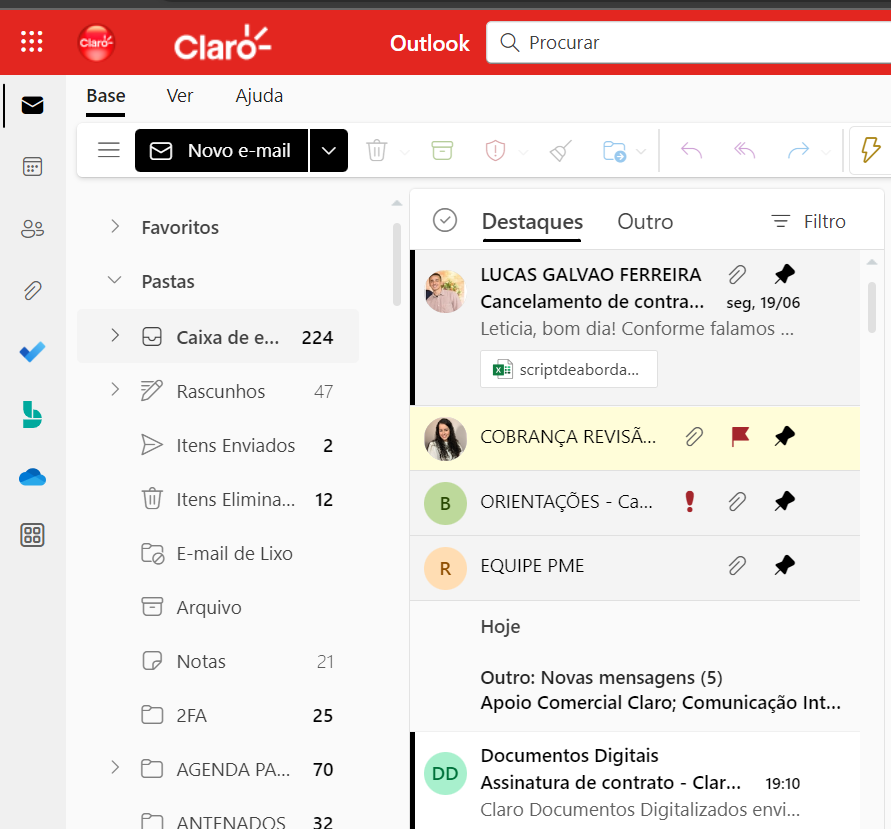 Claro
Claro
Outlook
Procurar
Base
Ver
Ajuda
Novo e-mail
Favoritos
Pastas
Caixa de e...
224
Rascunhos
47
Itens Enviados
2
Itens Elimina...
12
E-mail de Lixo
Arquivo
Notas
21
2FA
25
AGENDA PA...
70
ANTENADOS
32
Destaques
Outro
Filtro
LUCAS GALVAO FERREIRA
Cancelamento de contra...
seg, 19/06
Leticia, bom dia! Conforme falamos ...
scriptdeaborda...
COBRANÇA REVISÃ...
B
ORIENTAÇÕES - Ca...
R
EQUIPE PME
Hoje
Outro: Novas mensagens (5)
Apoio Comercial Claro; Comunicação Int...
DD
Documentos Digitais
Assinatura de contrato - Clar...
19:10
Claro Documentos Digitalizados envi...